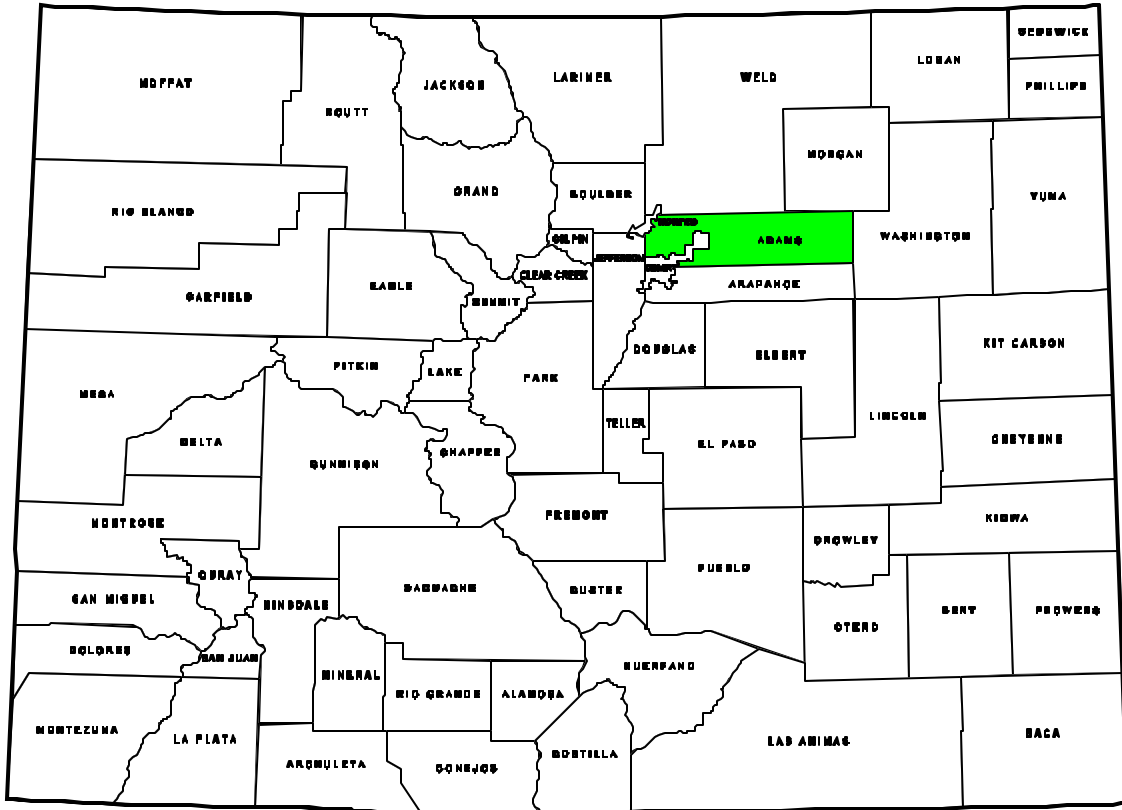 SEDGWICK
LOGAN
LARIMER
WELD
MOFFAT
JACKSON
PHILLIPS
ROUTT
MORGAN
GRAND
BOULDER
YUMA
RIO BLANCO
GILPIN
ADAMS
WASHINGTON
JEFFERSON
CLEAR CREEK
EAGLE
ARAPAHOE
GARFIELD
SUMMIT
KIT CARSON
DOUGLAS
ELBERT
PITKIN
LAKE
PARK
MESA
LINCOLN
TELLER
DELTA
EL PASO
CHEYENNE
CHAFFEE
GUNNISON
FREMONT
KIOWA
MONTROSE
CROWLEY
PUEBLO
OURAY
SAGUACHE
CUSTER
SAN MIGUEL
HINSDALE
BENT
PROWERS
OTERO
DOLORES
SAN JUAN
HUERFANO
MINERAL
RIO GRANDE
ALAMOSA
MONTEZUMA
LA PLATA
LAS ANIMAS
BACA
COSTILLA
ARCHULETA
CONEJOS